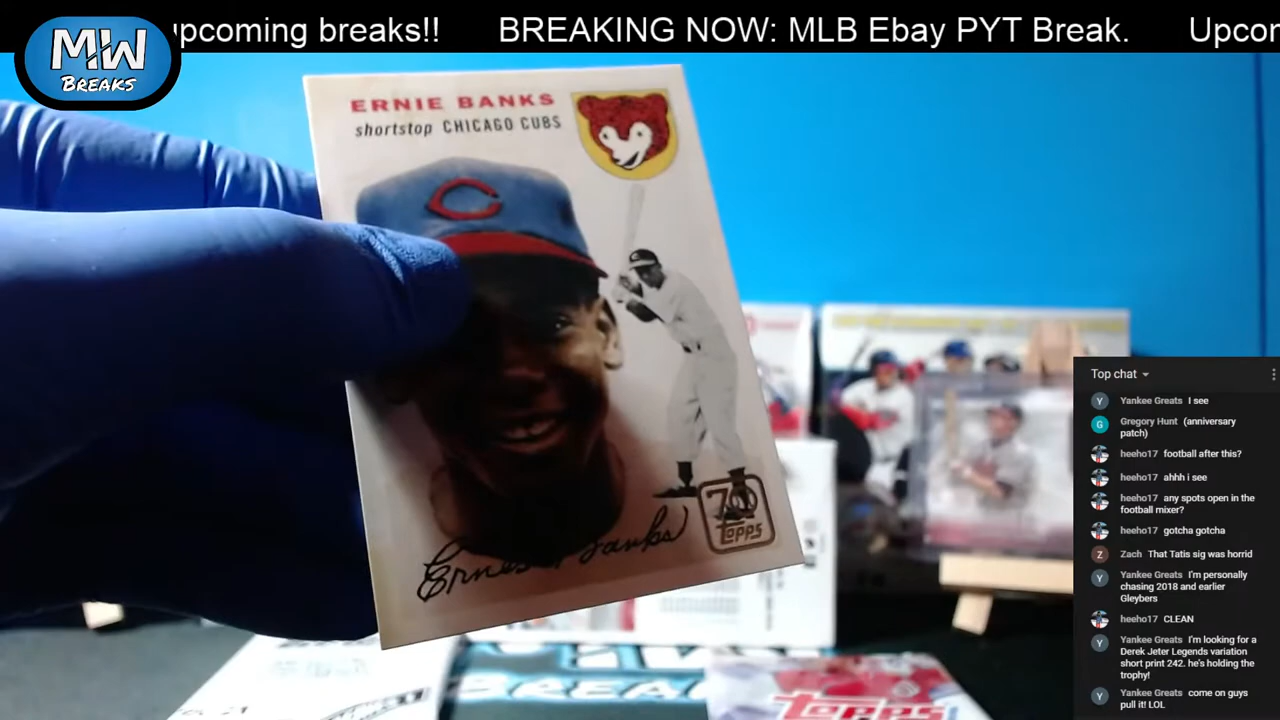 upcoming breaks!! BREAKING NOW: MLB Ebay PYT Break. Upcor
MW
BREAKS
ERNIE BANKS
shortstop CHICAGO CUBS
C
70
topps
Ernest Banks
BREA
topps
Top chat
Yankee Greats I see
Gregory Hunt (anniversary
patch)
heeho17 football after this?
heeho17 ahhh i see
heeho17 any spots open in the
football mixer?
heeho17 gotcha gotcha
Zach That Tatis sig was horrid
Yankee Greats I'm personally
chasing 2018 and earlier
Gleybers
heeho17 CLEAN
Yankee Greats I'm looking for a
Derek Jeter Legends variation
short print 242. he's holding the
trophy!
Yankee Greats come on guys
pull it! LOL